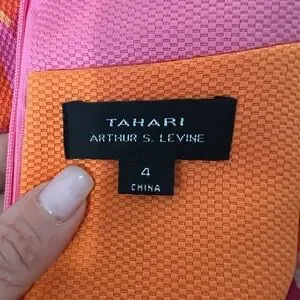 TAHARI
ARTHUR S. LEVINE
4
CHINA